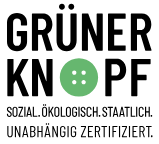 GRÜNER
KNOPF
SOZIAL. ÖKOLOGISCH. STAATLICH.
UNABHÄNGIG ZERTIFIZIERT.